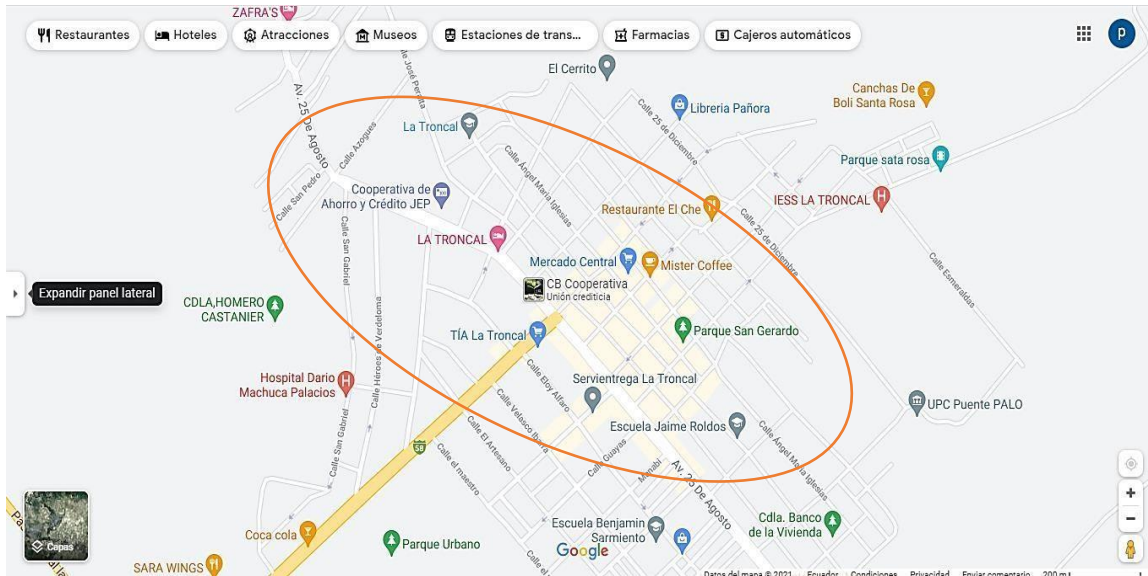 ZAFRA'S
Restaurantes
Hoteles
Atracciones
Museos
Estaciones de trans...
Farmacias
Cajeros automáticos
p
El Cerrito
Canchas De
Bolí Santa Rosa
Calle José Peralta
Av. 25 De Agosto
Libreria Pañora
La Troncal
Calle 25 de Diciembre
Calle Azogues
Parque sata rosa
Calle Ángel María Iglesias
Calle San Pedro
Cooperativa de
Ahorro y Crédito JEP
IESS LA TRONCAL
Restaurante El Che
Calle 25 de Diciembre
LA TRONCAL
Calle San Gabriel
Mercado Central
Mister Coffee
Calle Esmeraldas
CB Cooperativa
Unión crediticia
Expandir panel lateral
CDLA,HOMERO
CASTANIER
Calle Héroes de Verdeloma
TÍA La Troncal
Parque San Gerardo
Hospital Dario
Machuca Palacios
Servientrega La Troncal
Calle Eloy Alfaro
UPC Puente PALO
Calle Velasco Ibarra
Escuela Jaime Roldos
Calle San Gabriel
Calle El Artesano
Calle Ángel María Iglesias
58
Calle el maestro
Calle Guayas
Manabí
Av. 25 De Agosto
Capas
Coca cola
Parque Urbano
Escuela Benjamin
Sarmiento
Cdla. Banco
de la Vivienda
Google
SARA WINGS
Datos del mapa © 2021
Ecuador
Condiciones
Privacidad
Enviar comentario
200 m